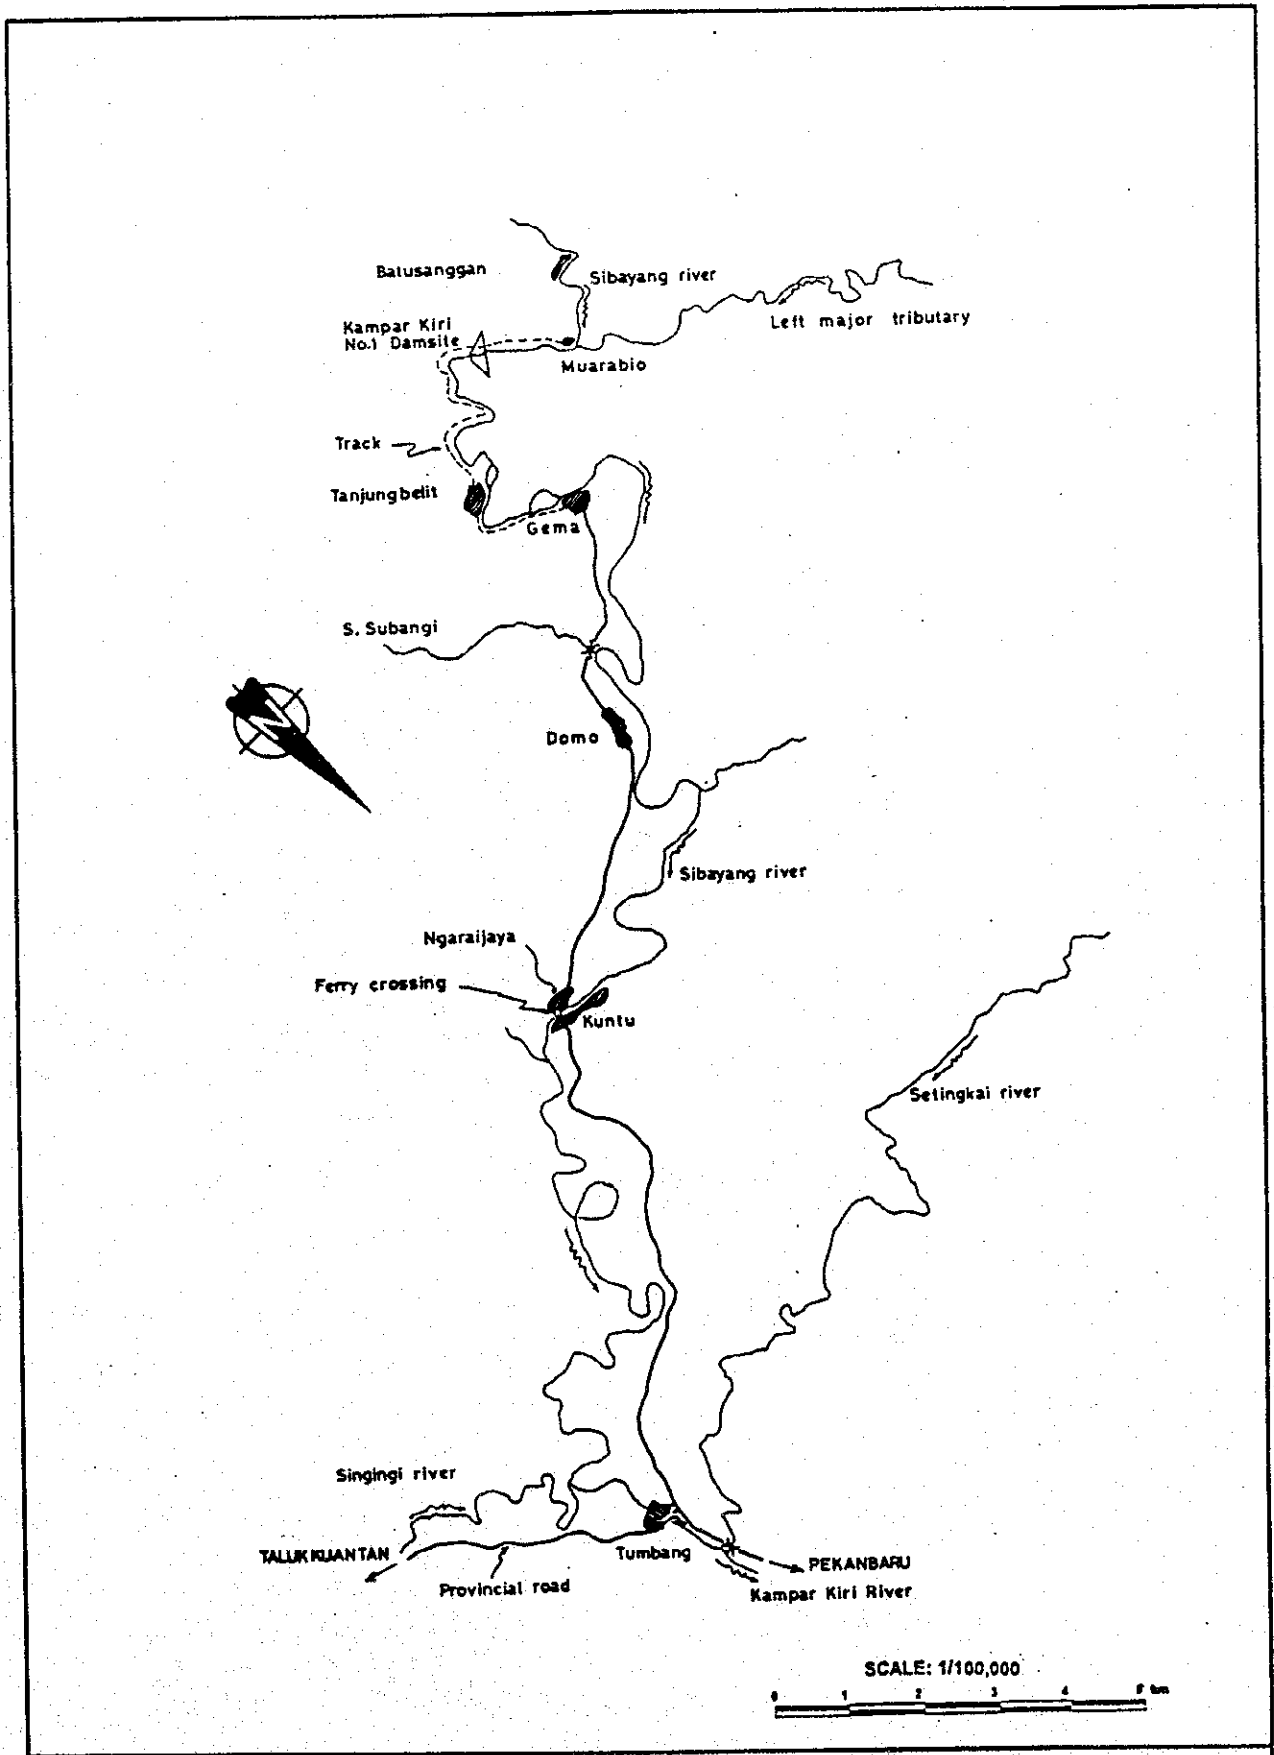 Batusanggan
Sibayang river
Left major tributary
Kampar Kiri
No.1 Damsite
Muarabio
Track
Tanjungbelit
Gema
S. Subangi
Domo
Sibayang river
Ngaraijaya
Ferry crossing
Kuntu
Setingkai river
Singingi river
TALUKKUANTAN
Tumbang
PEKANBARU
Provincial road
Kampar Kiri River
SCALE: 1/100,000
0 1 2 3 4 5 km